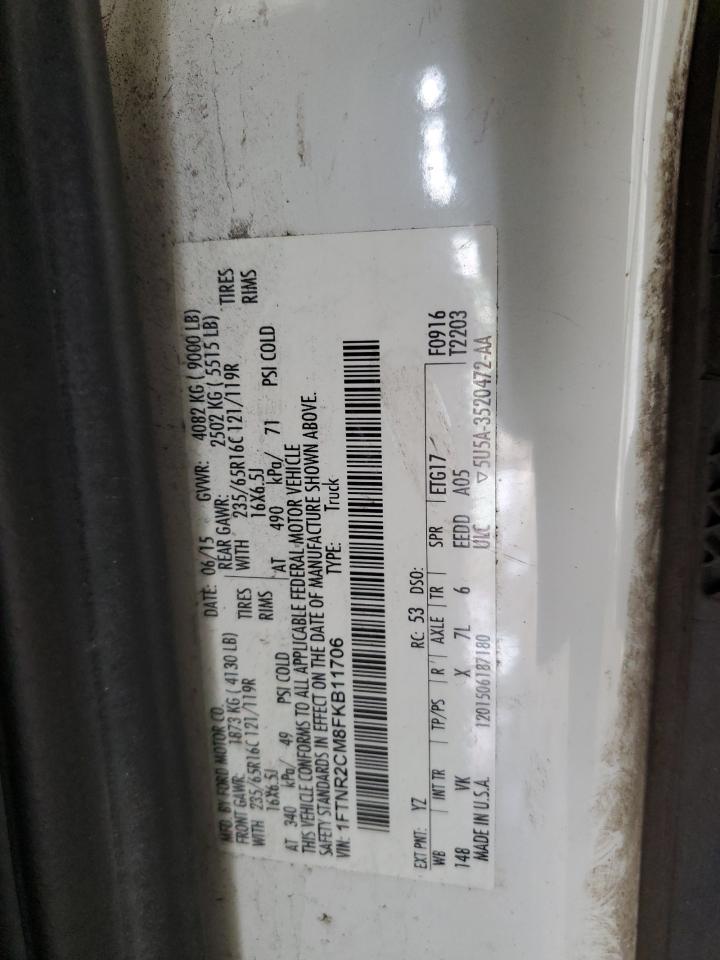 MFD. BY FORD MOTOR CO. DATE: 06/15 GVWR: 4082 KG ( 9000 LB)
FRONT GAWR: 1873 KG ( 4130 LB) REAR GAWR: 2502 KG ( 5515 LB)
WITH 235/65R16C 121/119R TIRES WITH 235/65R16C 121/119R TIRES
16X6.5J RIMS 16X6.5J RIMS
AT 340 kPa/ 49 PSI COLD AT 490 kPa/ 71 PSI COLD
THIS VEHICLE CONFORMS TO ALL APPLICABLE FEDERAL MOTOR VEHICLE
SAFETY STANDARDS IN EFFECT ON THE DATE OF MANUFACTURE SHOWN ABOVE.
VIN: 1FTNR2CM8FKB11706 TYPE: Truck
EXT PNT: YZ RC: 53 DSO: F0916
WB INT TR TP/PS R AXLE TR SPR ETG17 T2203
148 VK X 7L 6 EEDD A05
MADE IN U.S.A. 1201506187180 UIC ▽5U5A-3520472-AA